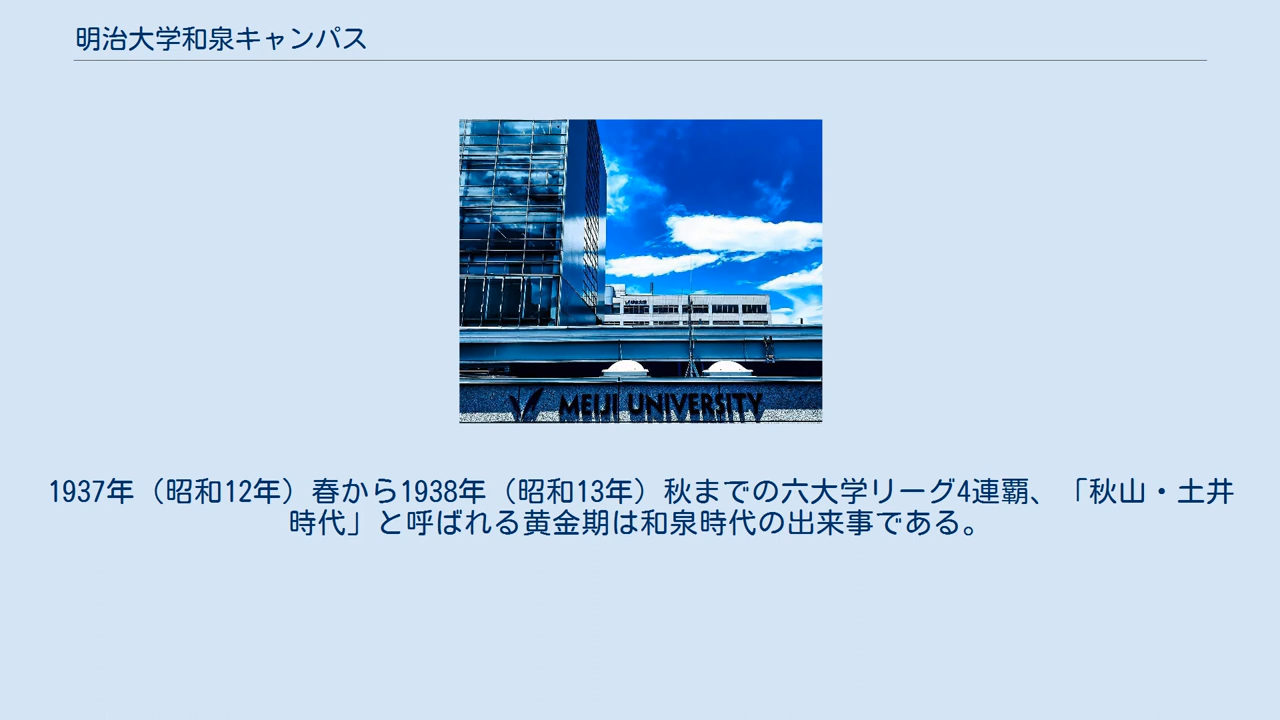 明治大学和泉キャンパス
MEIJI UNIVERSITY
1937年（昭和12年）春から1938年（昭和13年）秋までの六大学リーグ4連覇、「秋山・土井
時代」と呼ばれる黄金期は和泉時代の出来事である。